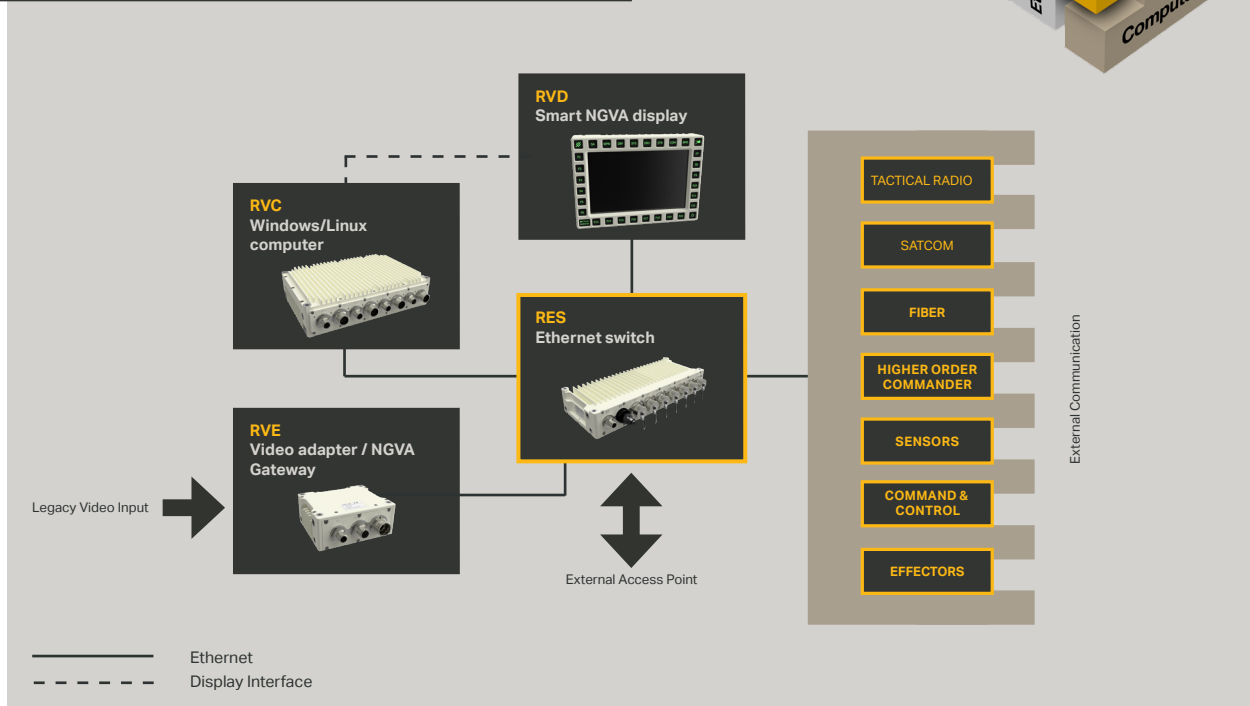 RVD
Smart NGVA display
RVC
Windows/Linux
computer
RES
Ethernet switch
RVE
Video adapter / NGVA
Gateway
Legacy Video Input
External Access Point
TACTICAL RADIO
SATCOM
FIBER
HIGHER ORDER
COMMANDER
SENSORS
COMMAND &
CONTROL
EFFECTORS
External Communication
Ethernet
Display Interface